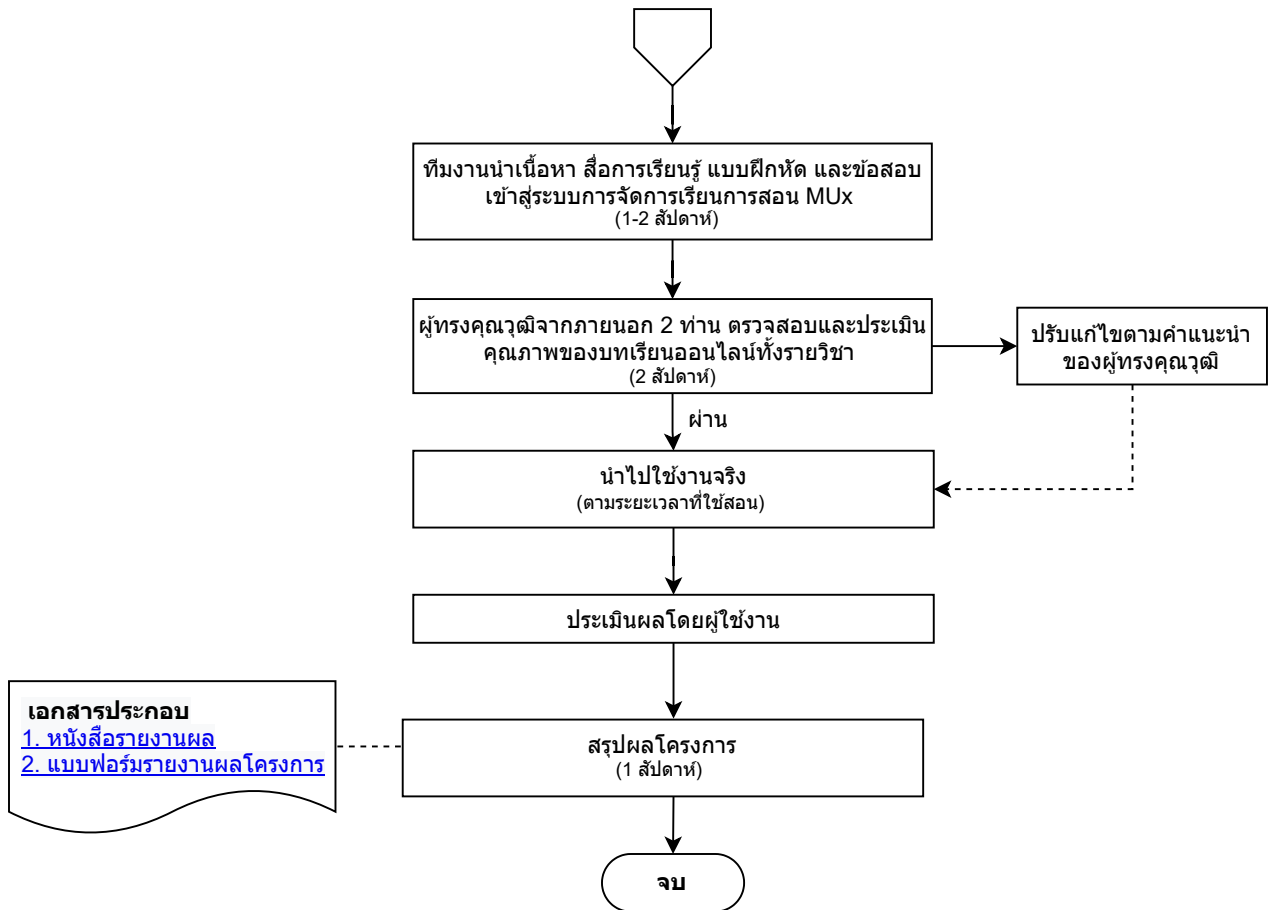 ทีมงานนำเนื้อหา สื่อการเรียนรู้ แบบฝึกหัด และข้อสอบ
เข้าสู่ระบบการจัดการเรียนการสอน MUx
(1-2 สัปดาห์)
ผู้ทรงคุณวุฒิจากภายนอก 2 ท่าน ตรวจสอบและประเมิน
คุณภาพของบทเรียนออนไลน์ทั้งรายวิชา
(2 สัปดาห์)
ปรับแก้ไขตามคำแนะนำ
ของผู้ทรงคุณวุฒิ
ผ่าน
นำไปใช้งานจริง
(ตามระยะเวลาที่ใช้สอน)
ประเมินผลโดยผู้ใช้งาน
เอกสารประกอบ
1. หนังสือรายงานผล
2. แบบฟอร์มรายงานผลโครงการ
สรุปผลโครงการ
(1 สัปดาห์)
จบ